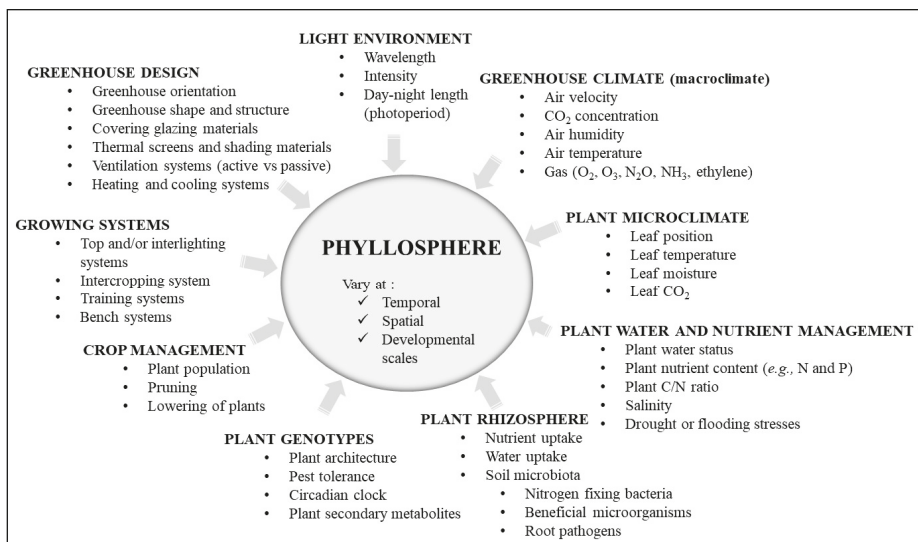 LIGHT ENVIRONMENT
• Wavelength
• Intensity
• Day-night length
(photoperiod)
GREENHOUSE DESIGN
• Greenhouse orientation
• Greenhouse shape and structure
• Covering glazing materials
• Thermal screens and shading materials
• Ventilation systems (active vs passive)
• Heating and cooling systems
GREENHOUSE CLIMATE (macroclimate)
• Air velocity
• CO₂ concentration
• Air humidity
• Air temperature
• Gas (O₂, O₃, N₂O, NH₃, ethylene)
GROWING SYSTEMS
• Top and/or interlighting
systems
• Intercropping system
• Training systems
• Bench systems
PHYLLOSPHERE
Vary at :
✓ Temporal
✓ Spatial
✓ Developmental
scales
PLANT MICROCLIMATE
• Leaf position
• Leaf temperature
• Leaf moisture
• Leaf CO₂
CROP MANAGEMENT
• Plant population
• Pruning
• Lowering of plants
PLANT WATER AND NUTRIENT MANAGEMENT
• Plant water status
• Plant nutrient content (e.g., N and P)
• Plant C/N ratio
• Salinity
• Drought or flooding stresses
PLANT GENOTYPES
• Plant architecture
• Pest tolerance
• Circadian clock
• Plant secondary metabolites
PLANT RHIZOSPHERE
• Nutrient uptake
• Water uptake
• Soil microbiota
• Nitrogen fixing bacteria
• Beneficial microorganisms
• Root pathogens